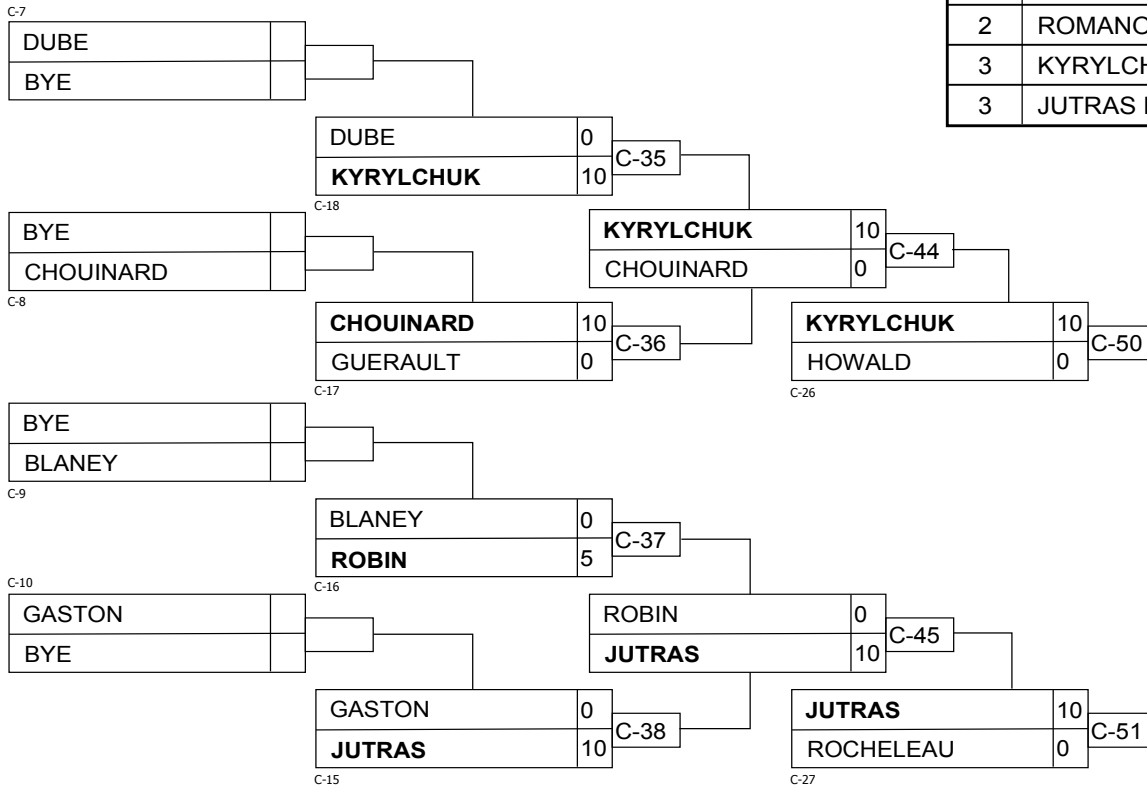 C-7
DUBE
BYE
2
3
3 JUTRAS
DUBE 0
KYRYLCHUK 10
C-35
C-18
BYE
CHOUINARD
C-8
KYRYLCHUK 10
CHOUINARD 0
C-44
CHOUINARD 10
GUERAULT 0
C-36
C-17
KYRYLCHUK 10
HOWALD 0
C-50
C-26
BYE
BLANEY
C-9
BLANEY 0
ROBIN 5
C-37
C-16
C-10
GASTON
BYE
ROBIN 0
JUTRAS 10
C-45
GASTON 0
JUTRAS 10
C-38
C-15
JUTRAS 10
ROCHELEAU 0
C-51
C-27